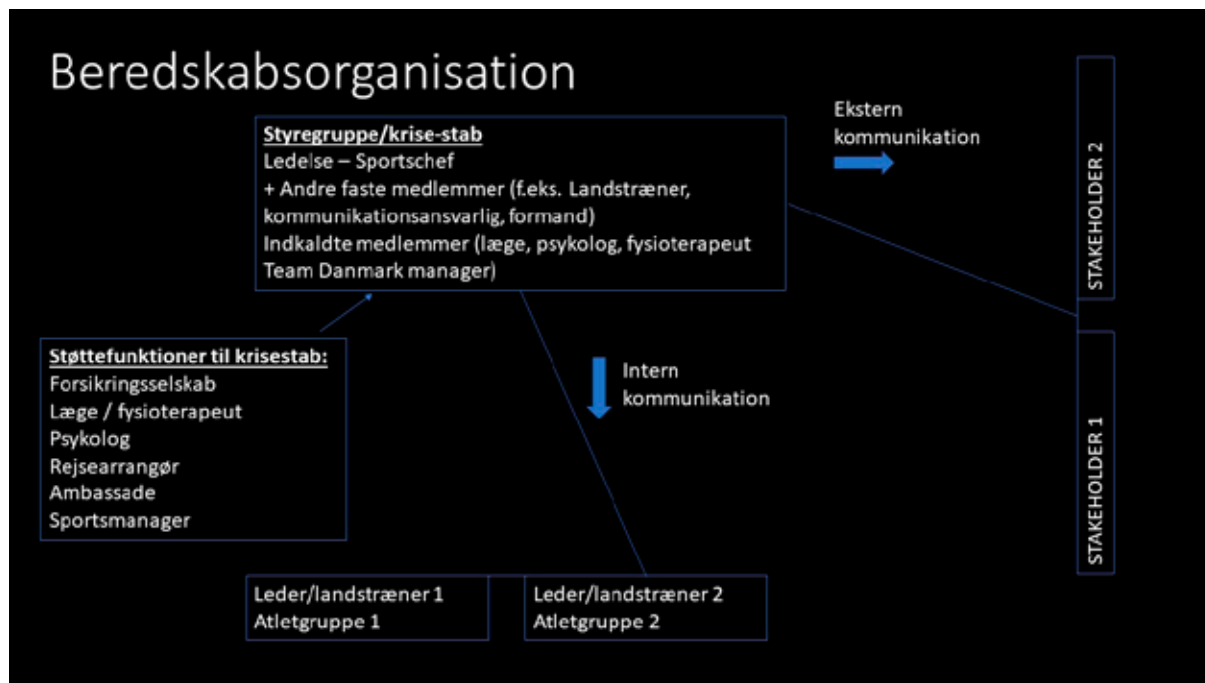 Beredskabsorganisation
Styregruppe/krise-stab
Ledelse – Sportschef
+ Andre faste medlemmer (f.eks. Landstræner,
kommunikationsansvarlig, formand)
Indkaldte medlemmer (læge, psykolog, fysioterapeut
Team Danmark manager)
Ekstern
kommunikation
STAKEHOLDER 2
Støttefunktioner til krisestab:
Forsikringsselskab
Læge / fysioterapeut
Psykolog
Rejsearrangør
Ambassade
Sportsmanager
Intern
kommunikation
STAKEHOLDER 1
Leder/landstræner 1
Atletgruppe 1
Leder/landstræner 2
Atletgruppe 2